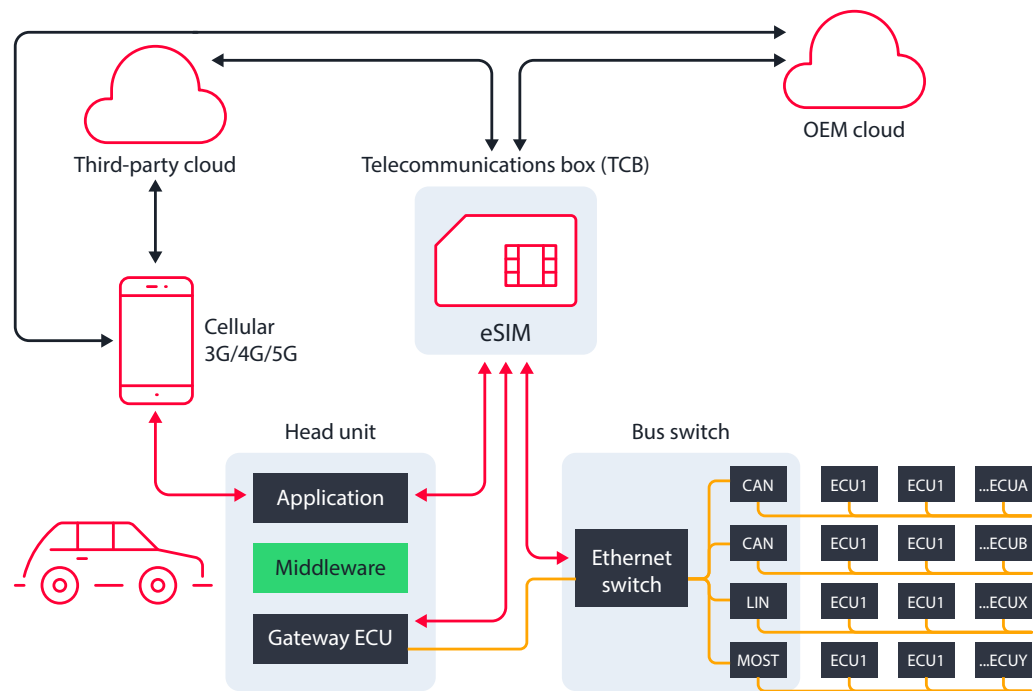 OEM cloud
Third-party cloud
Telecommunications box (TCB)
eSIM
Cellular
3G/4G/5G
Head unit
Bus switch
Application
Middleware
Gateway ECU
Ethernet
switch
CAN ECU1 ECU1 ...ECUA
CAN ECU1 ECU1 ...ECUB
LIN ECU1 ECU1 ...ECUX
MOST ECU1 ECU1 ...ECUY